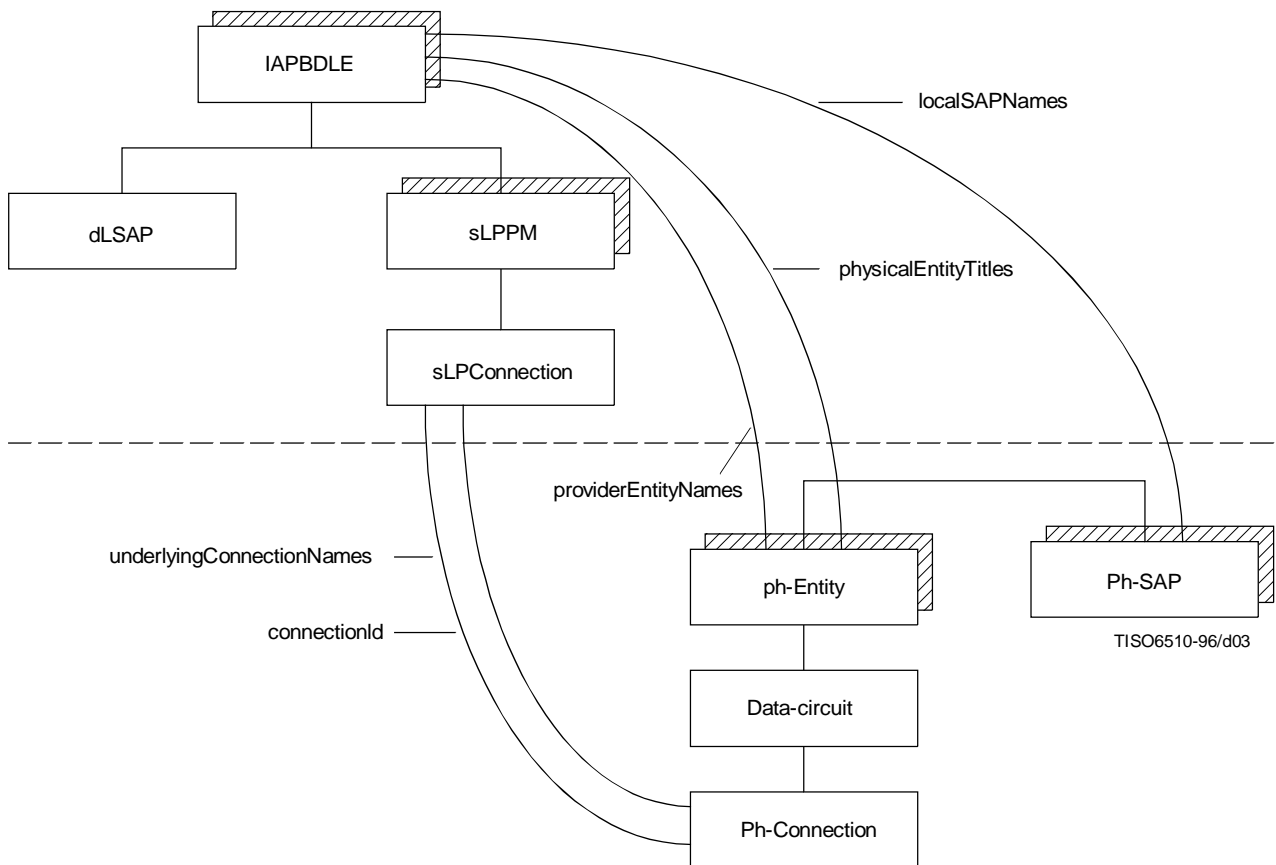 IAPBDLE
localSAPNames
dLSAP
sLPPM
physicalEntityTitles
sLPConnection
providerEntityNames
underlyingConnectionNames
ph-Entity
Ph-SAP
connectionId
TISO6510-96/d03
Data-circuit
Ph-Connection